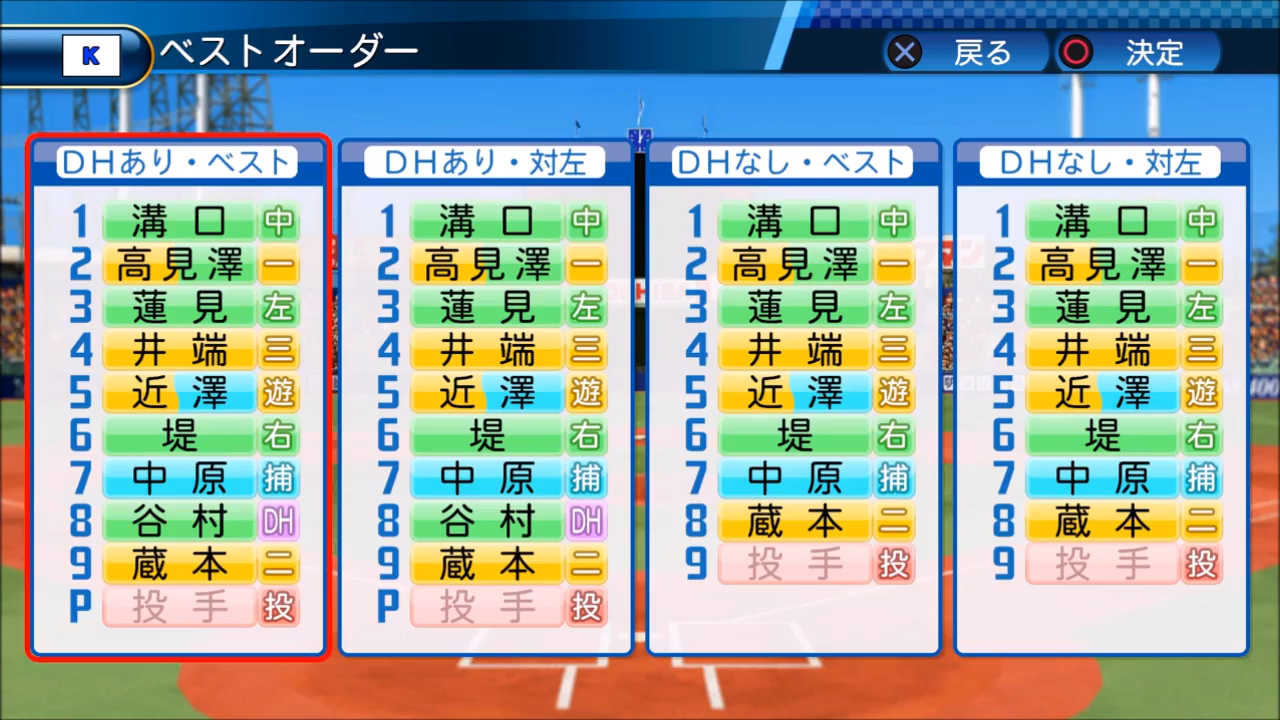 K ベストオーダー
戻る 決定
DHあり・ベスト
1 溝口 中
2 高見澤 一
3 蓮見 左
4 井端 三
5 近澤 遊
6 堤 右
7 中原 捕
8 谷村 DH
9 蔵本 二
P 投手 投
DHあり・対左
1 溝口 中
2 高見澤 一
3 蓮見 左
4 井端 三
5 近澤 遊
6 堤 右
7 中原 捕
8 谷村 DH
9 蔵本 二
P 投手 投
DHなし・ベスト
1 溝口 中
2 高見澤 一
3 蓮見 左
4 井端 三
5 近澤 遊
6 堤 右
7 中原 捕
8 蔵本 二
9 投手 投
DHなし・対左
1 溝口 中
2 高見澤 一
3 蓮見 左
4 井端 三
5 近澤 遊
6 堤 右
7 中原 捕
8 蔵本 二
9 投手 投
400